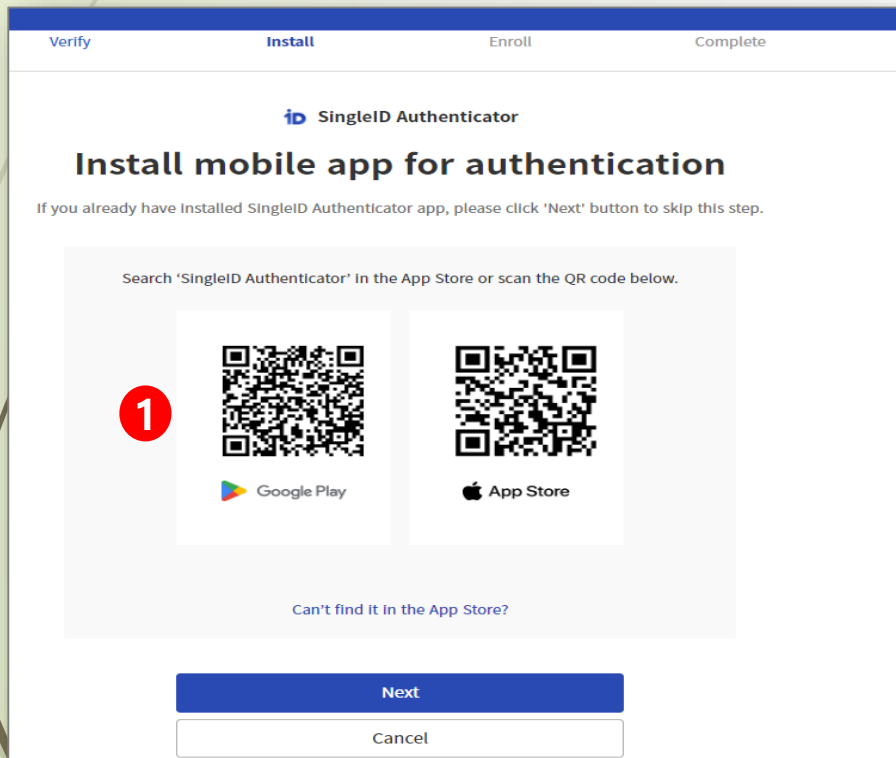 Verify Install Enroll Complete
iD SingleID Authenticator
Install mobile app for authentication
If you already have installed SingleID Authenticator app, please click 'Next' button to skip this step.
Search ‘SingleID Authenticator’ in the App Store or scan the QR code below.
1
Google Play App Store
Can't find it in the App Store?
Next
Cancel